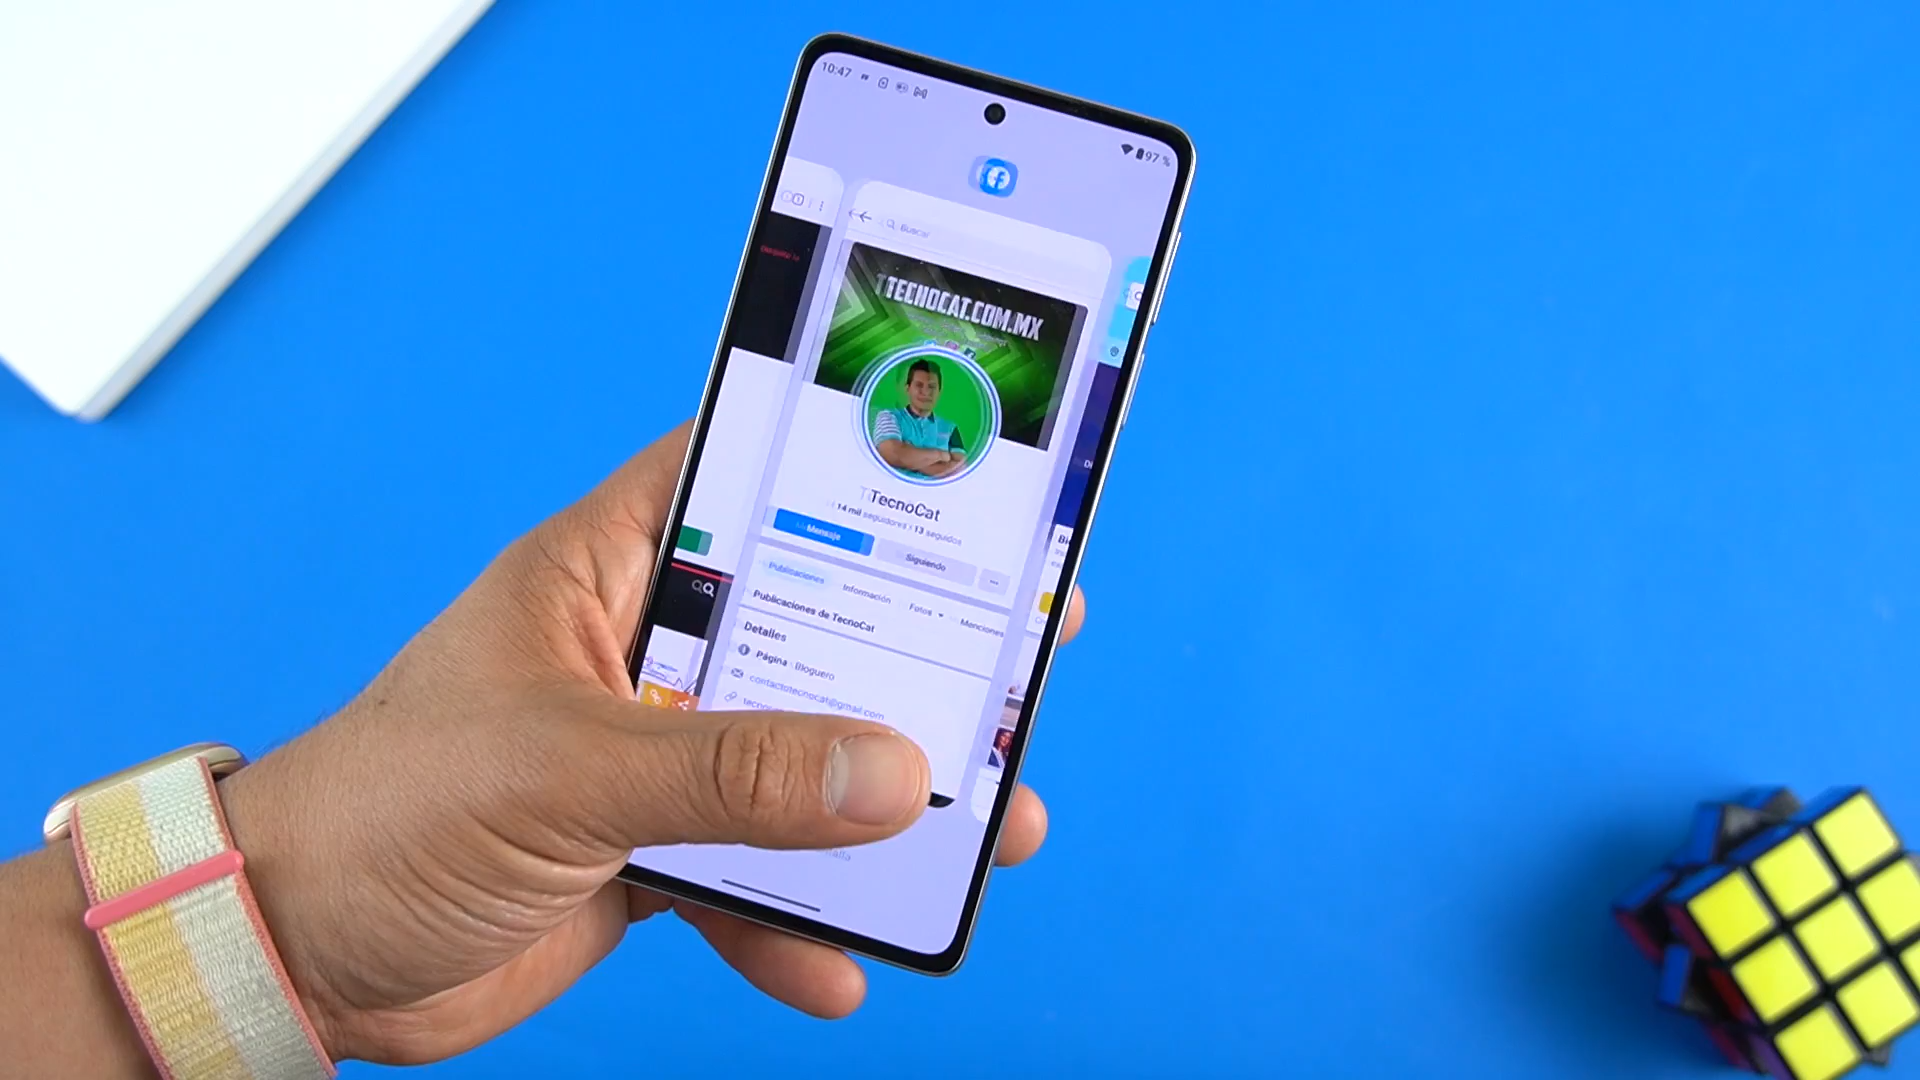 10:47
97 %
Buscar
TECNOCAT.COM.MX
TecnoCat
14 mil seguidores 13 seguidos
Mensaje
Siguiendo
Publicaciones
Información
Fotos
Menciones
Publicaciones de TecnoCat
Detalles
Página Bloguero
contactotecnocat@gmail.com